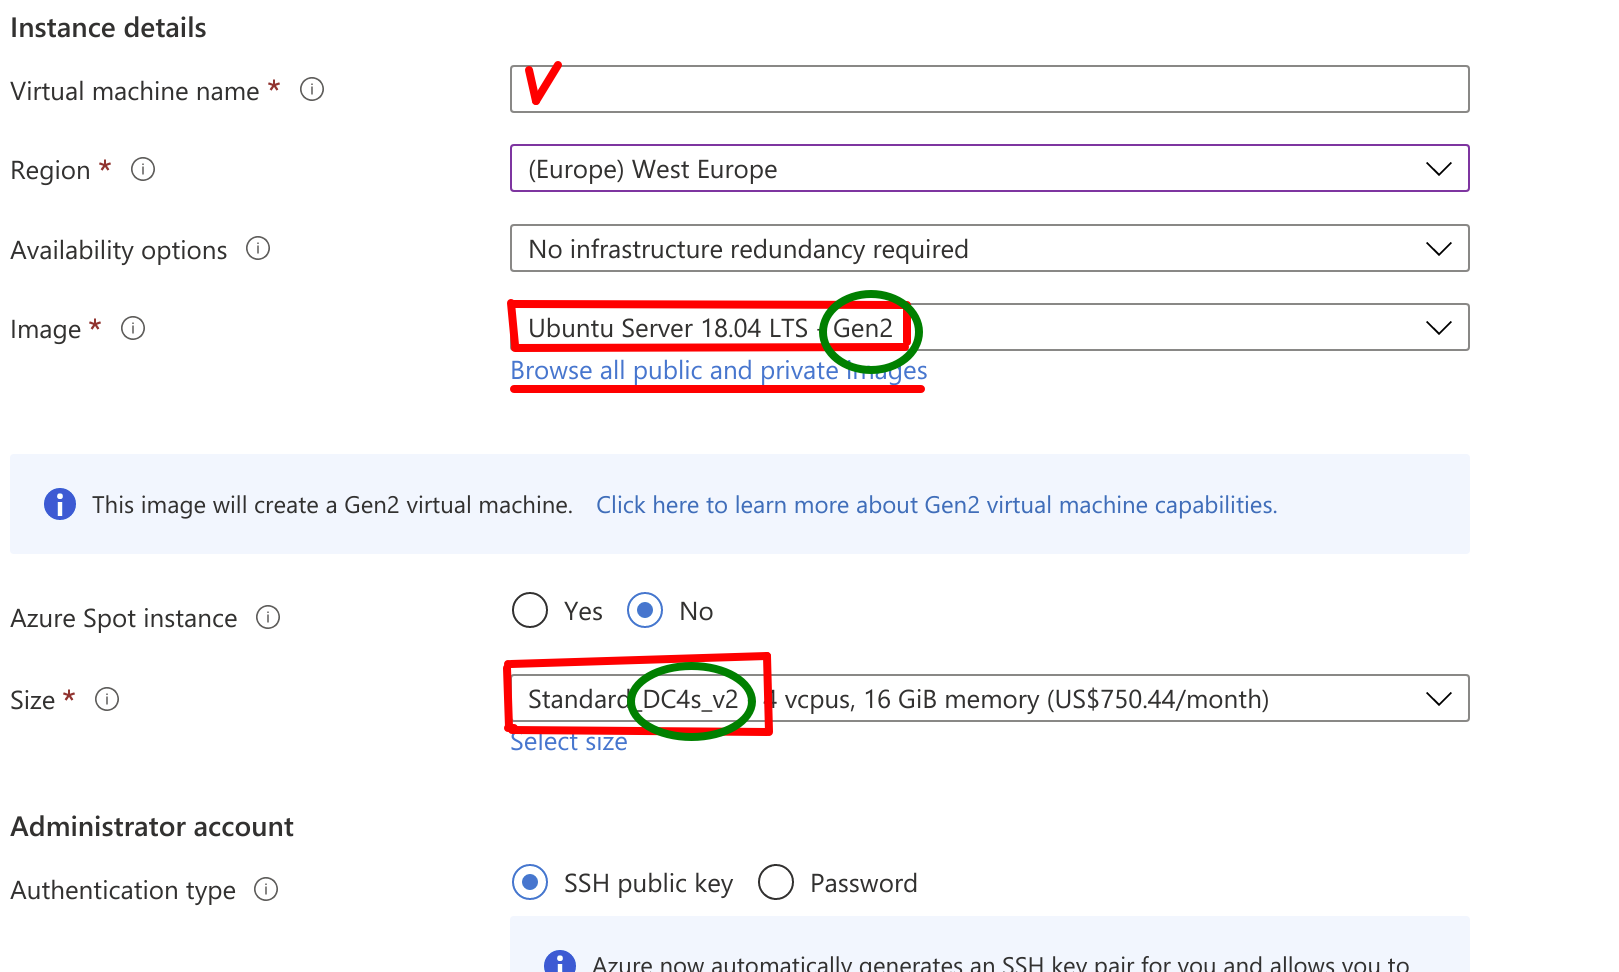 Instance details
Virtual machine name *
Region * (Europe) West Europe
Availability options No infrastructure redundancy required
Image * Ubuntu Server 18.04 LTS - Gen2
Browse all public and private images
This image will create a Gen2 virtual machine. Click here to learn more about Gen2 virtual machine capabilities.
Azure Spot instance Yes No
Size * Standard_DC4s_v2 - 4 vcpus, 16 GiB memory (US$750.44/month)
Select size
Administrator account
Authentication type SSH public key Password
Azure now automatically generates an SSH key pair for you and allows you to